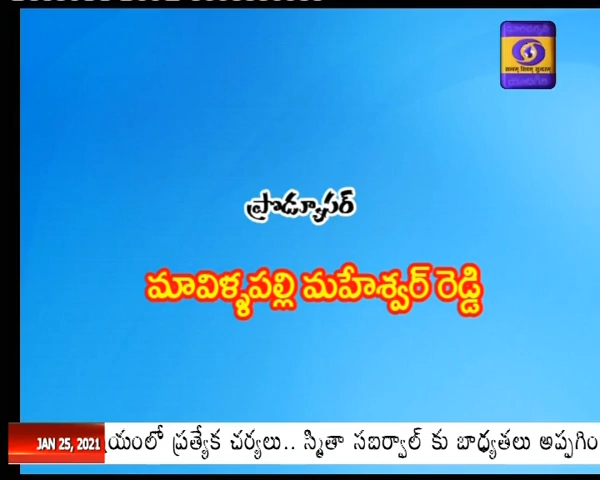 ప్రొడ్యూసర్
మావిళ్ళపల్లి మహేశ్వర్ రెడ్డి
JAN 25, 2021 యంలో ప్రత్యేక చర్యలు.. స్మితా సబర్వాల్ కు బాధ్యతలు అప్పగిం